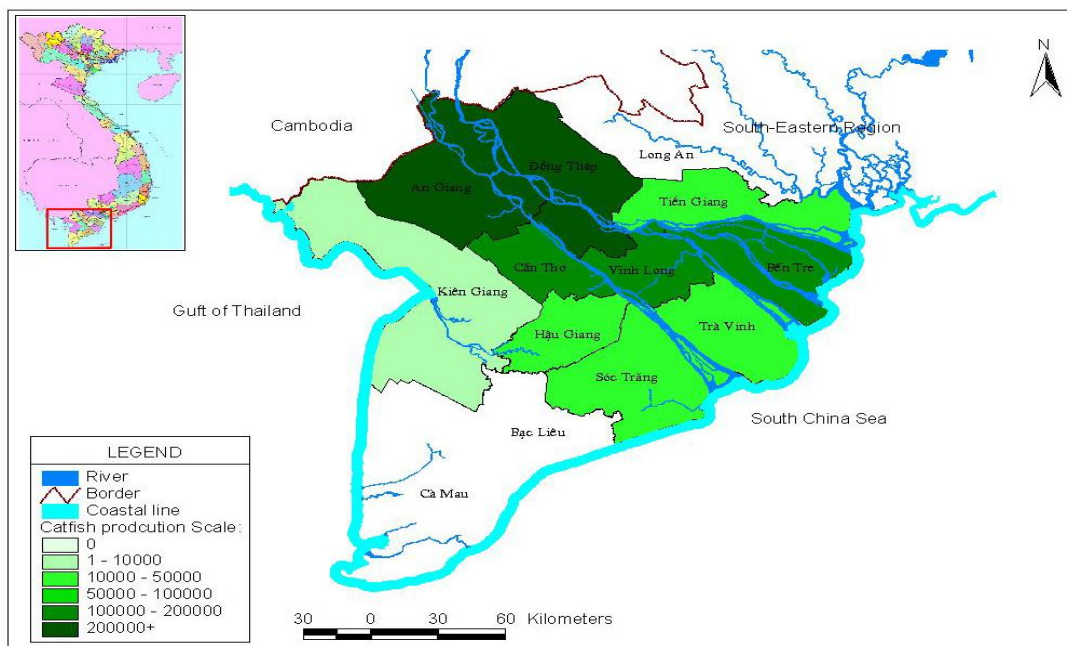 N
Cambodia
South-Eastern Region
Long An
Đồng Tháp
An Giang
Tiền Giang
Cần Thơ
Vĩnh Long
Bến Tre
Kiên Giang
Guft of Thailand
Hậu Giang
Trà Vinh
Sóc Trăng
South China Sea
Bạc Liêu
Cà Mau
LEGEND
River
Border
Coastal line
Catfish prodcution Scale:
0
1 - 10000
10000 - 50000
50000 - 100000
100000 - 200000
200000+
30 0 30 60 Kilometers